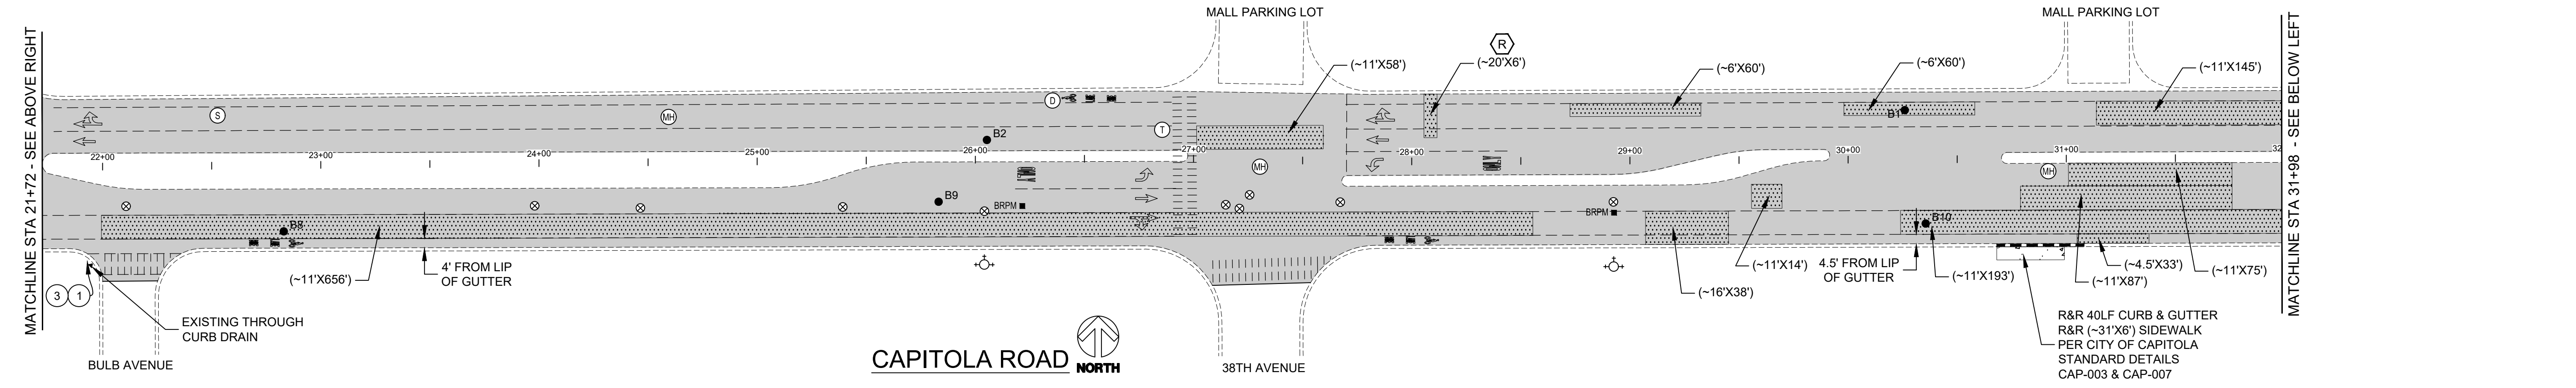 MALL PARKING LOT
MALL PARKING LOT
MATCHLINE STA 21+72 - SEE ABOVE RIGHT
MATCHLINE STA 31+98 - SEE BELOW LEFT
R
(~11'X58')
(~20'X6')
(~6'X60')
(~6'X60')
(~11'X145')
S
MH
D
T
B2
B1
22+00
23+00
24+00
25+00
26+00
27+00
28+00
29+00
30+00
31+00
32
MH
MH
B9
BRPM
BRPM
B8
B10
(~11'X656')
4' FROM LIP
OF GUTTER
(~16'X38')
(~11'X14')
4.5' FROM LIP
OF GUTTER
(~11'X193')
(~11'X87')
(~4.5'X33')
(~11'X75')
3
1
EXISTING THROUGH
CURB DRAIN
BULB AVENUE
CAPITOLA ROAD
NORTH
38TH AVENUE
R&R 40LF CURB & GUTTER
R&R (~31'X6') SIDEWALK
PER CITY OF CAPITOLA
STANDARD DETAILS
CAP-003 & CAP-007